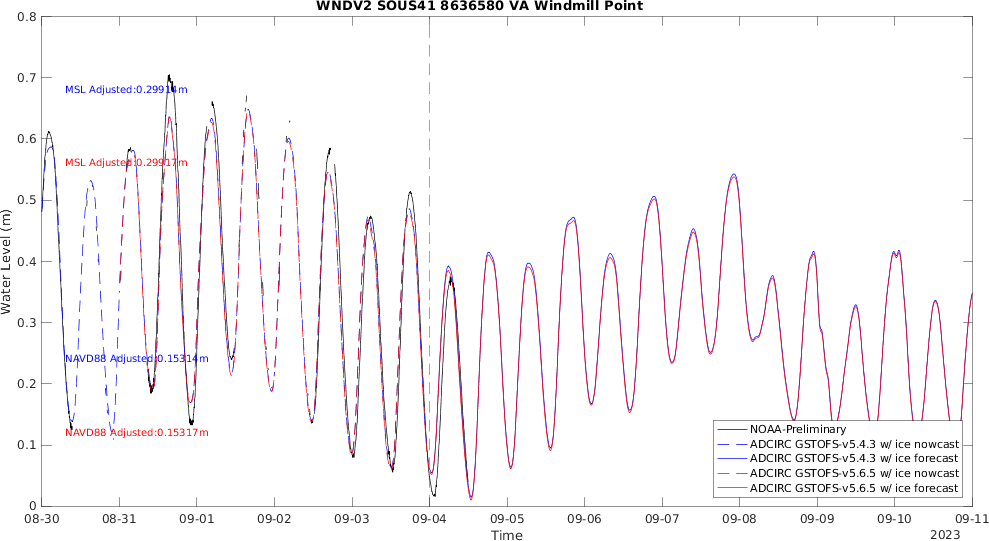 WNDV2 SOUS41 8636580 VA Windmill Point
0.8
0.7
0.6
0.5
0.4
0.3
0.2
0.1
0
Water Level (m)
MSL Adjusted:0.29914m
MSL Adjusted:0.29917m
NAVD88 Adjusted:0.15314m
NAVD88 Adjusted:0.15317m
NOAA-Preliminary
ADCIRC GSTOFS-v5.4.3 w/ ice nowcast
ADCIRC GSTOFS-v5.4.3 w/ ice forecast
ADCIRC GSTOFS-v5.6.5 w/ ice nowcast
ADCIRC GSTOFS-v5.6.5 w/ ice forecast
08-30 08-31 09-01 09-02 09-03 09-04 09-05 09-06 09-07 09-08 09-09 09-10 09-11
Time
2023